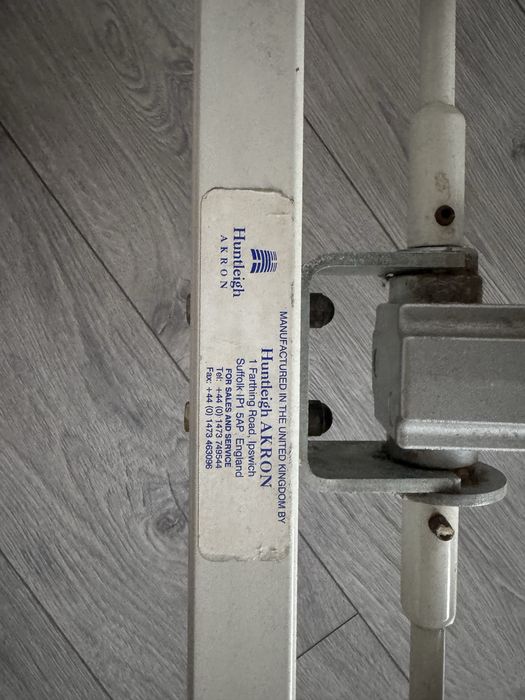 Huntleigh
AKRON
MANUFACTURED IN THE UNITED KINGDOM BY
Huntleigh AKRON
1 Farthing Road, Ipswich
Suffolk IP1 5AP England
FOR SALES AND SERVICE
Tel: +44 (0) 1473 749544
Fax: +44 (0) 1473 463096